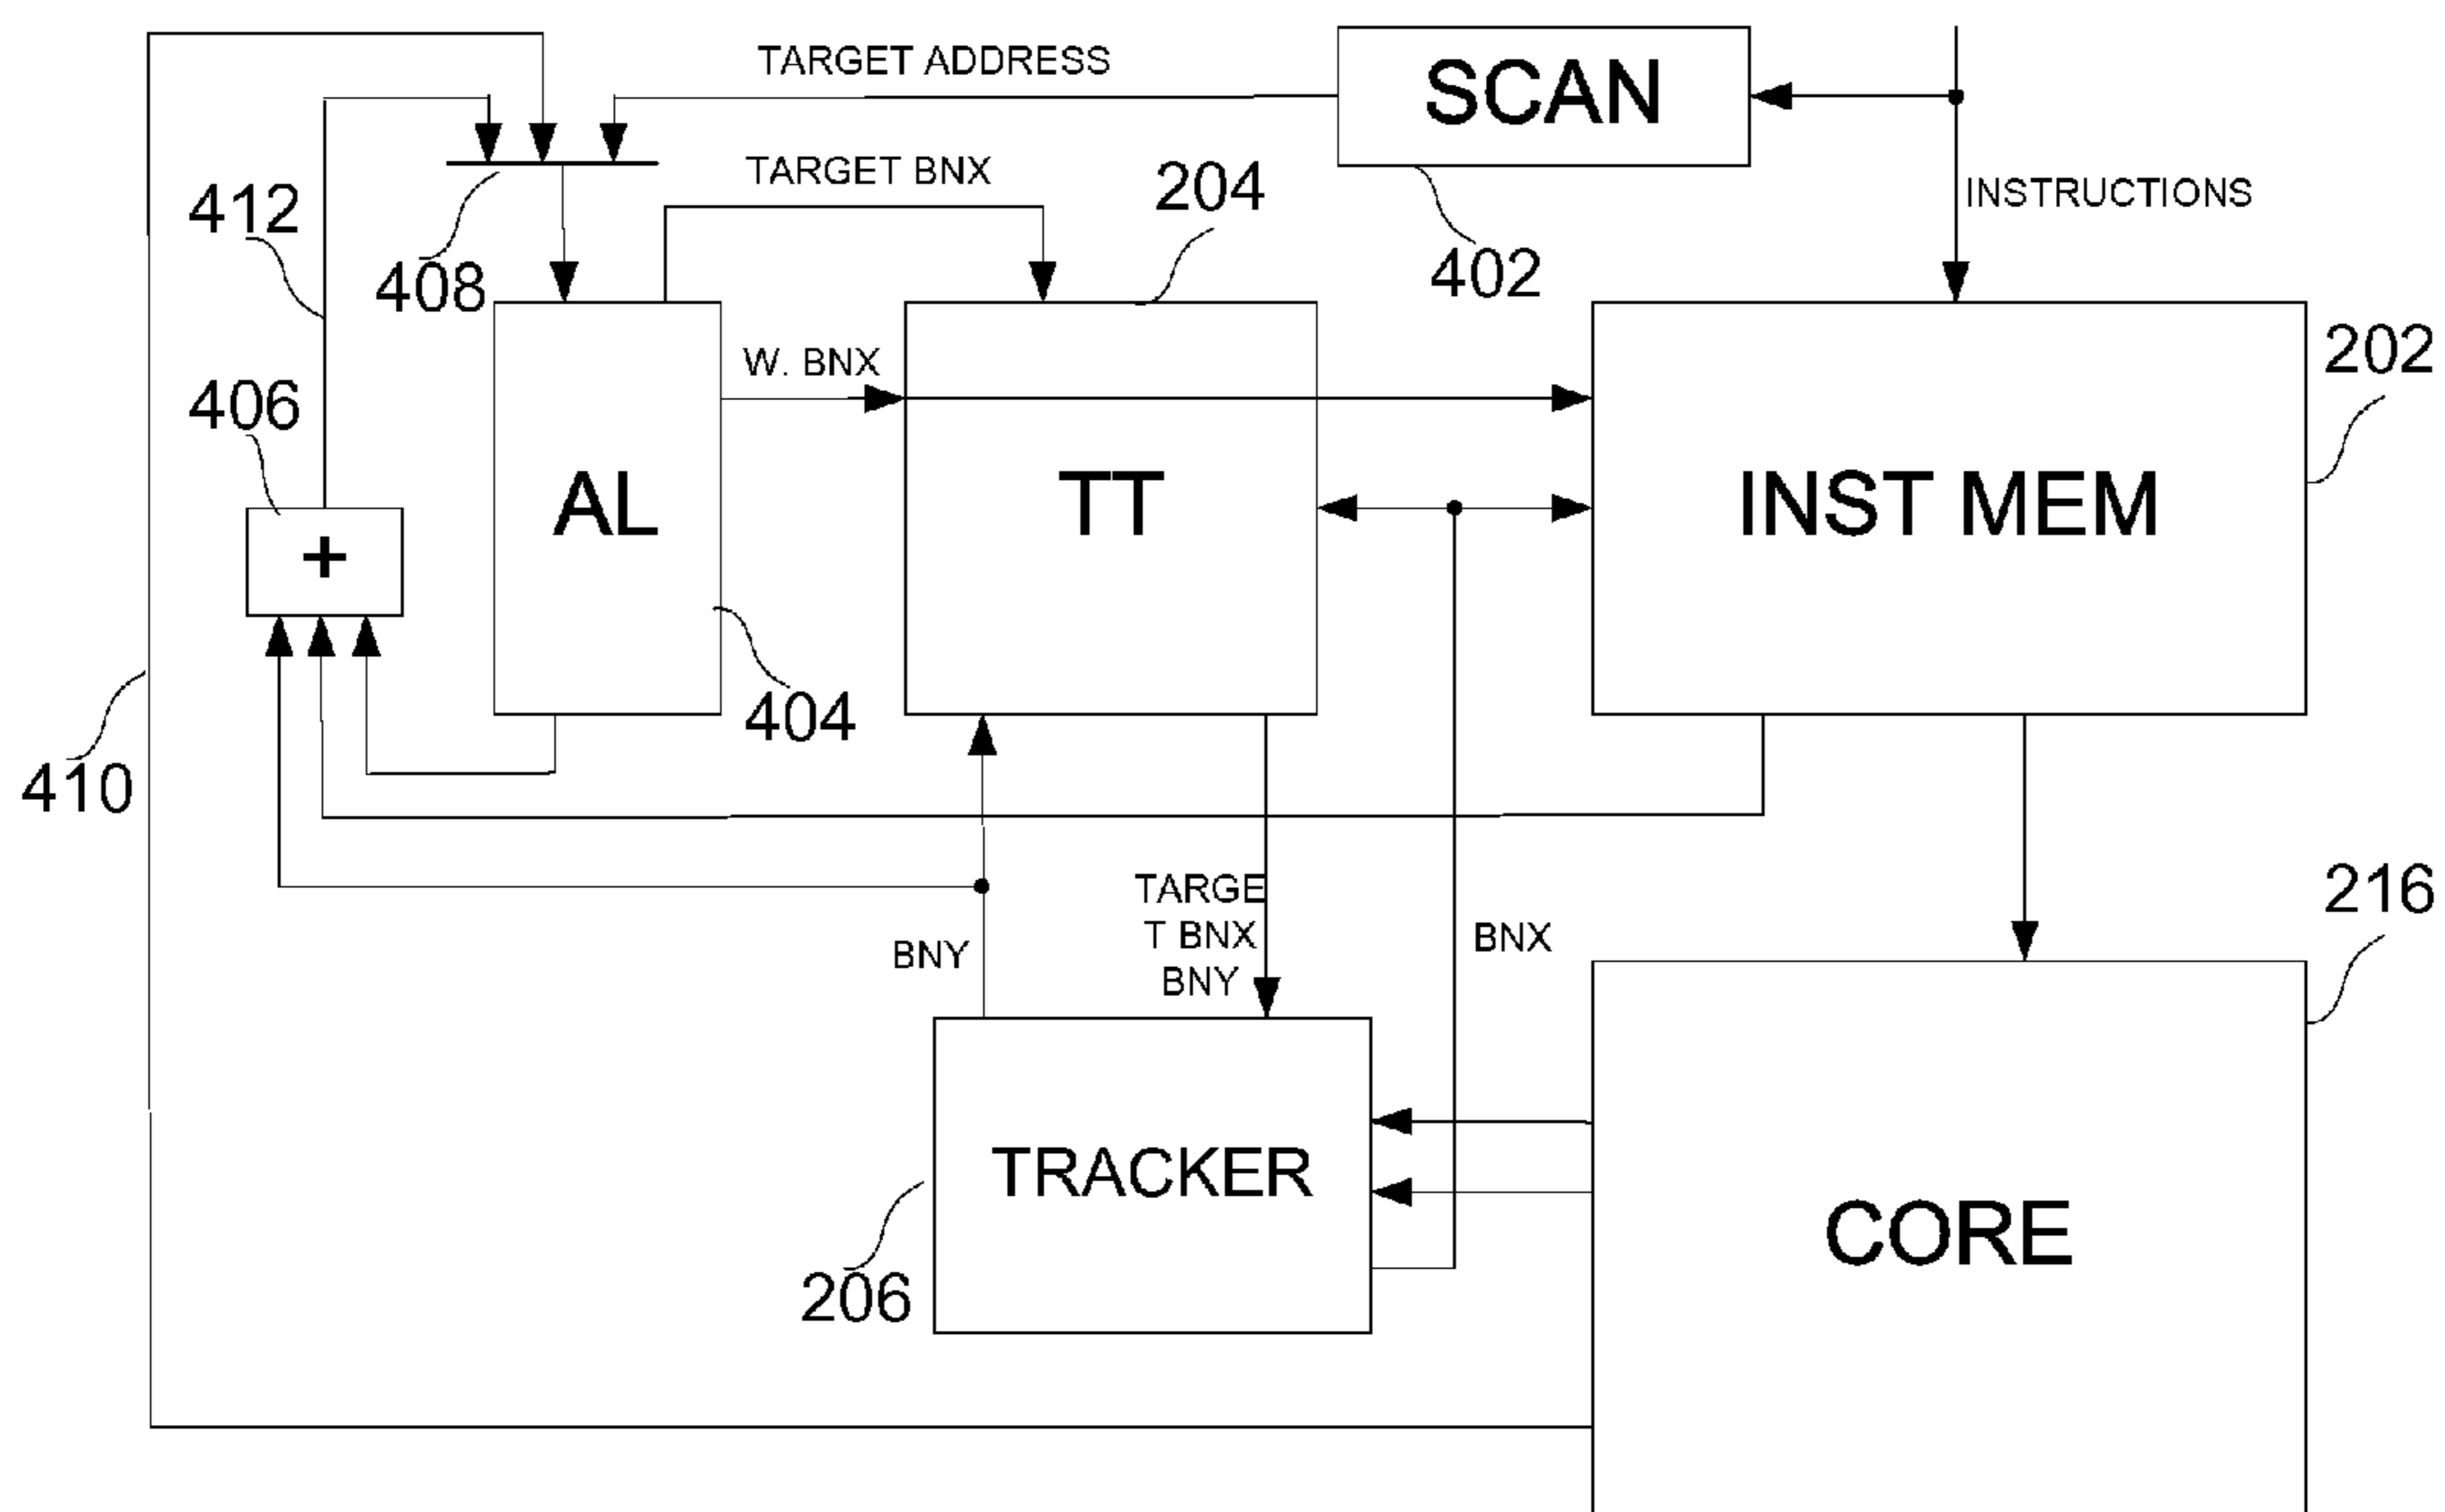 TARGET ADDRESS
SCAN
TARGET BNX
204
INSTRUCTIONS
412
408
402
W. BNX
202
406
AL
TT
INST MEM
+
404
410
TARGE
T BNX
BNY
BNY
BNX
216
TRACKER
CORE
206